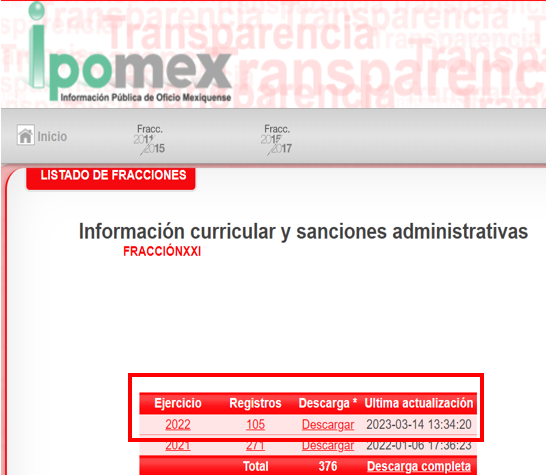 Transparencia
ipomex
Información Pública de Oficio Mexiquense
Inicio
Fracc.
2011
2015
Fracc.
2015
2017
LISTADO DE FRACCIONES
Información curricular y sanciones administrativas
FRACCIÓNXXI
Ejercicio Registros Descarga * Ultima actualización
2022 105 Descargar 2023-03-14 13:34:20
2021 271 Descargar 2022-01-06 17:36:23
Total 376 Descarga completa